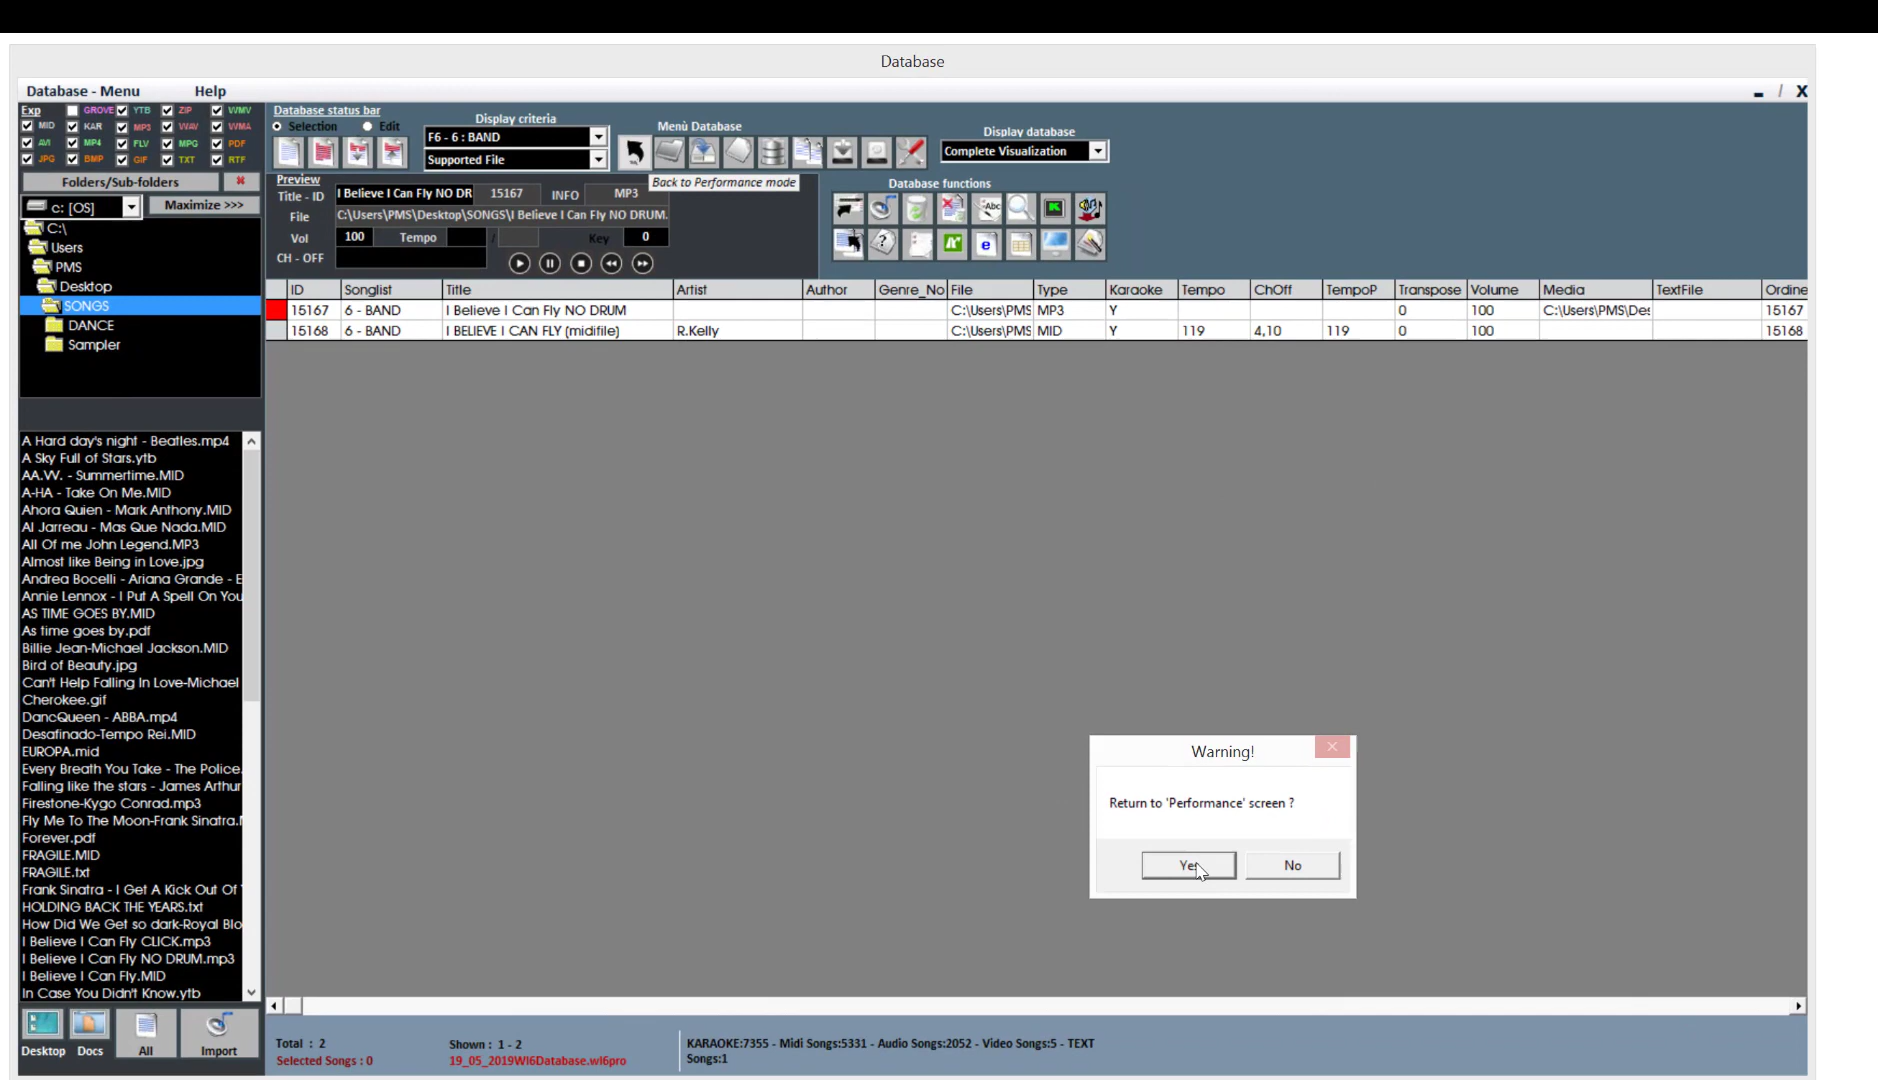 Database
Database - Menu Help
Exp GROVE YTB ZIP WMV
MID KAR MP3 WAV WMA
AVI MP4 FLV MPG PDF
JPG BMP GIF TXT RTF
Folders/Sub-folders
c: [OS] Maximize >>>
C:\
Users
PMS
Desktop
SONGS
DANCE
Sampler
Database status bar
Selection Edit
Display criteria
F6 - 6 : BAND
Supported File
Menù Database
Back to Performance mode
Display database
Complete Visualization
Preview
Title - ID I Believe I Can Fly NO DR 15167 INFO MP3
File C:\Users\PMS\Desktop\SONGS\I Believe I Can Fly NO DRUM.
Vol 100 Tempo / Key 0
CH - OFF
Database functions
ID Songlist Title Artist Author Genre_No File Type Karaoke Tempo ChOff TempoP Transpose Volume Media TextFile Ordine
15167 6 - BAND I Believe I Can Fly NO DRUM C:\Users\PMS MP3 Y 0 100 C:\Users\PMS\Des 15167
15168 6 - BAND I BELIEVE I CAN FLY (midifile) R.Kelly C:\Users\PMS MID Y 119 4,10 119 0 100 15168
A Hard day's night - Beatles.mp4
A Sky Full of Stars.ytb
AA.VV. - Summertime.MID
A-HA - Take On Me.MID
Ahora Quien - Mark Anthony.MID
Al Jarreau - Mas Que Nada.MID
All Of me John Legend.MP3
Almost like Being in Love.jpg
Andrea Bocelli - Ariana Grande - E
Annie Lennox - I Put A Spell On You
AS TIME GOES BY.MID
As time goes by.pdf
Billie Jean-Michael Jackson.MID
Bird of Beauty.jpg
Can't Help Falling In Love-Michael
Cherokee.gif
DancQueen - ABBA.mp4
Desafinado-Tempo Rei.MID
EUROPA.mid
Every Breath You Take - The Police.
Falling like the stars - James Arthur
Firestone-Kygo Conrad.mp3
Fly Me To The Moon-Frank Sinatra.
Forever.pdf
FRAGILE.MID
FRAGILE.txt
Frank Sinatra - I Get A Kick Out Of
HOLDING BACK THE YEARS.txt
How Did We Get so dark-Royal Blo
I Believe I Can Fly CLICK.mp3
I Believe I Can Fly NO DRUM.mp3
I Believe I Can Fly.MID
In Case You Didn't Know.ytb
Warning!
Return to 'Performance' screen ?
Yes No
Desktop Docs All Import
Total : 2
Selected Songs : 0
Shown : 1 - 2
19_05_2019WI6Database.wl6pro
KARAOKE:7355 - Midi Songs:5331 - Audio Songs:2052 - Video Songs:5 - TEXT
Songs:1